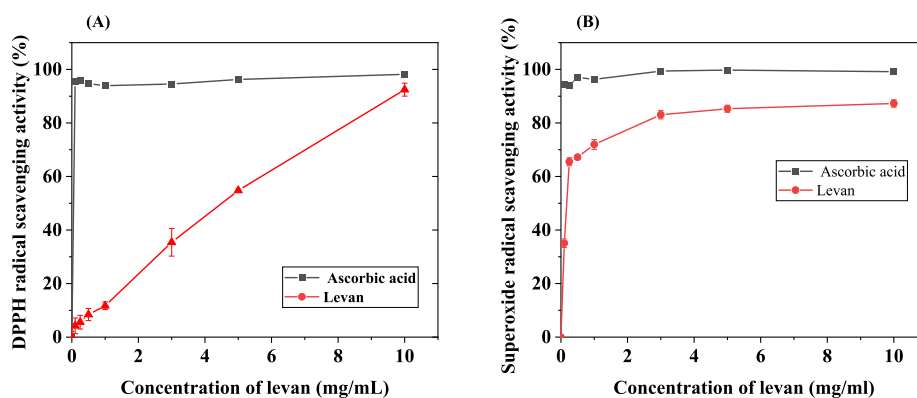 (A)
DPPH radical scavenging activity (%)
120
100
80
60
40
20
0
0 2 4 6 8 10
Concentration of levan (mg/mL)
Ascorbic acid
Levan
(B)
Superoxide radical scavenging activity (%)
120
100
80
60
40
20
0
0 2 4 6 8 10
Concentration of levan (mg/ml)
Ascorbic acid
Levan